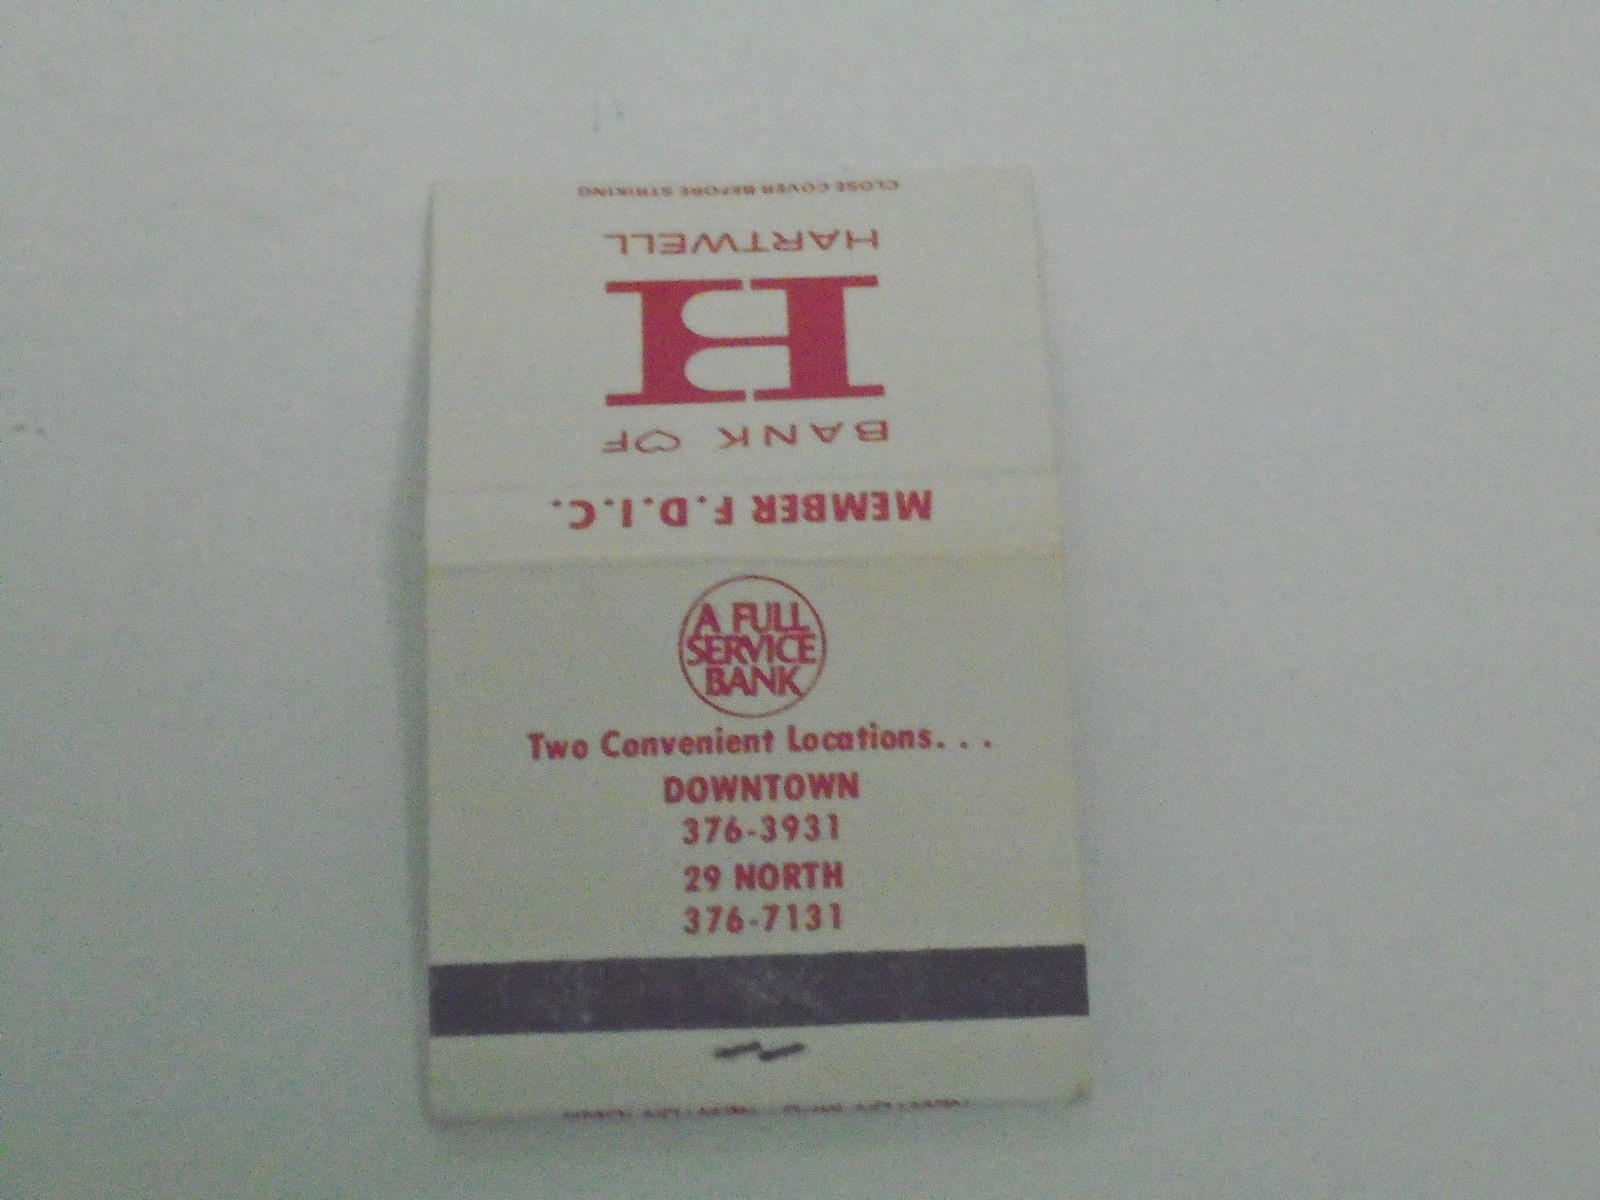 CLOSE COVER BEFORE STRIKING
HARTWELL
BH
BANK OF
MEMBER F.D.I.C.
A FULL
SERVICE
BANK
Two Convenient Locations. . .
DOWNTOWN
376-3931
29 NORTH
376-7131